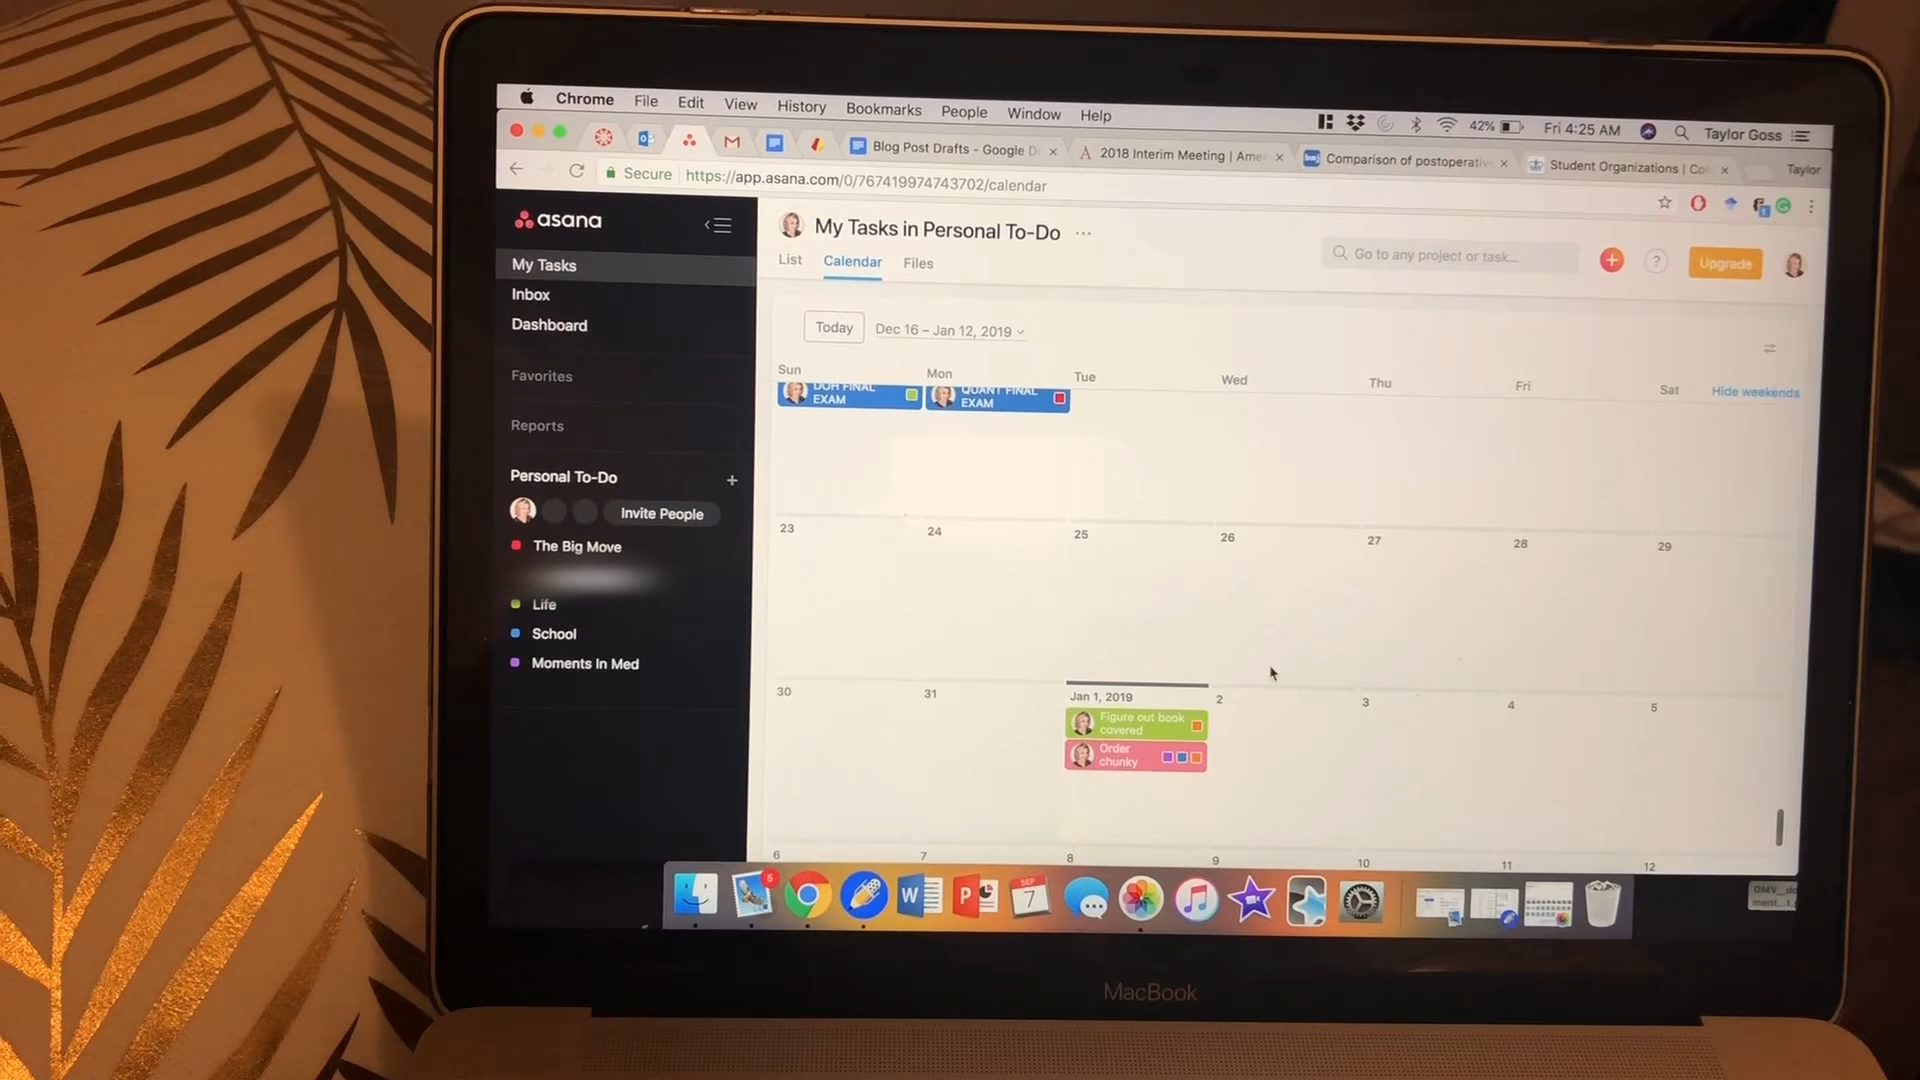 Chrome File Edit View History Bookmarks People Window Help
42% Fri 4:25 AM Taylor Goss
Blog Post Drafts - Google D
2018 Interim Meeting | Ame
Comparison of postoperativ
Student Organizations | Co
Taylor
Secure https://app.asana.com/0/767419974743702/calendar
asana
My Tasks
Inbox
Dashboard
Favorites
Reports
Personal To-Do +
Invite People
The Big Move
Life
School
Moments In Med
My Tasks in Personal To-Do ...
List Calendar Files
Go to any project or task...
+ ? Upgrade
Today Dec 16 – Jan 12, 2019
Sun Mon Tue Wed Thu Fri Sat Hide weekends
DOH FINAL
EXAM
QUANT FINAL
EXAM
23 24 25 26 27 28 29
30 31 Jan 1, 2019 2 3 4 5
Figure out book
covered
Order
chunky
6 7 8 9 10 11 12
5
W P
SEP
7
MacBook